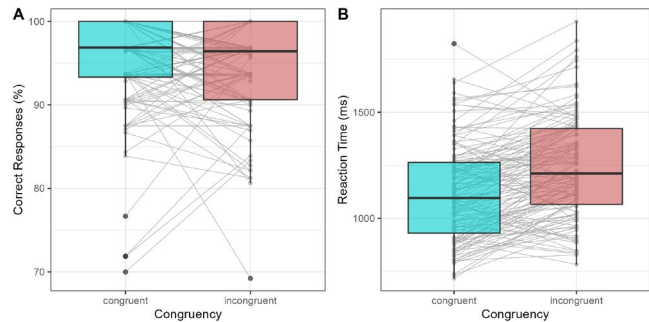 A
Correct Responses (%)
100
90
80
70
congruent
incongruent
Congruency
B
Reaction Time (ms)
1500
1000
congruent
incongruent
Congruency